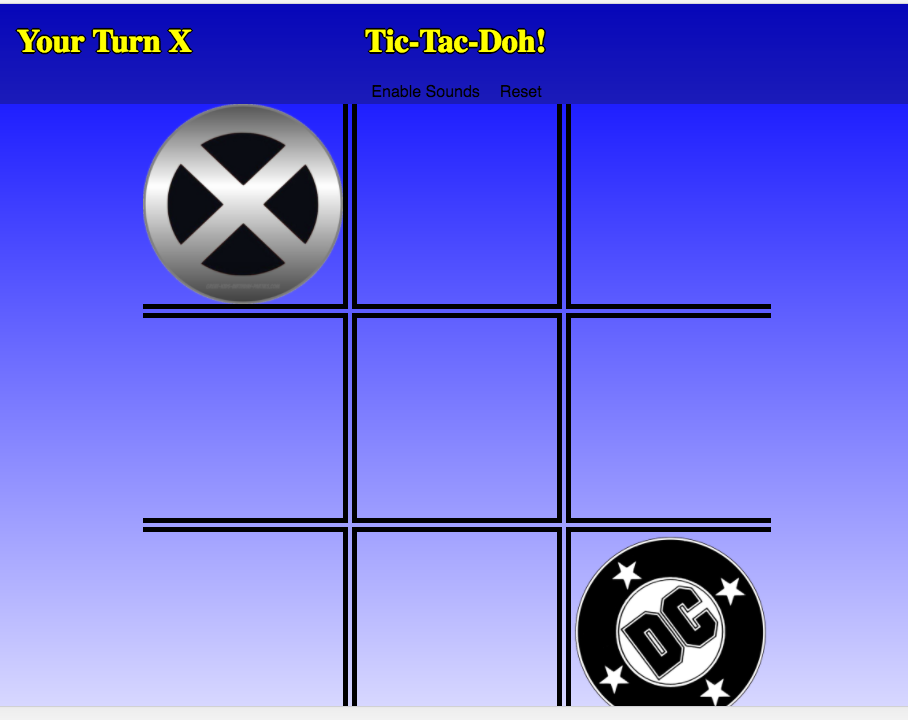 Your Turn X
Tic-Tac-Doh!
Enable Sounds
Reset
DC